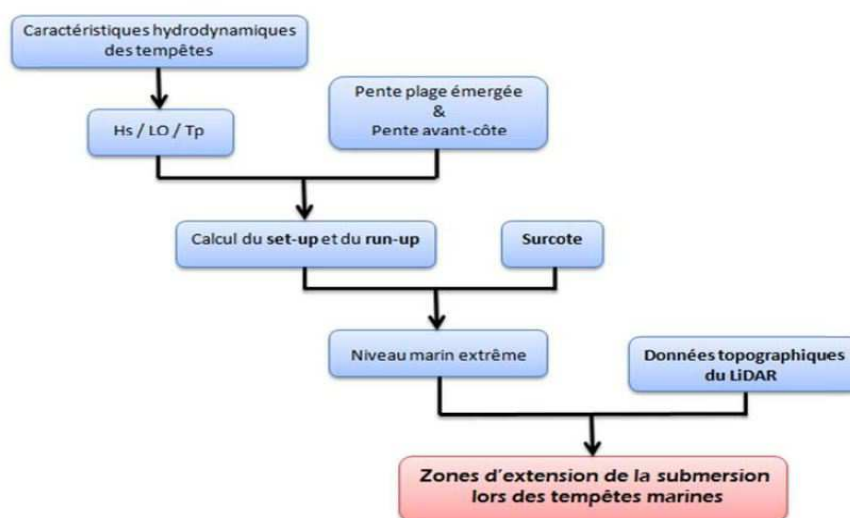 Caractéristiques hydrodynamiques
des tempêtes
Pente plage émergée
&
Pente avant-côte
Hs / LO / Tp
Calcul du set-up et du run-up
Surcote
Niveau marin extrême
Données topographiques
du LiDAR
Zones d'extension de la submersion
lors des tempêtes marines